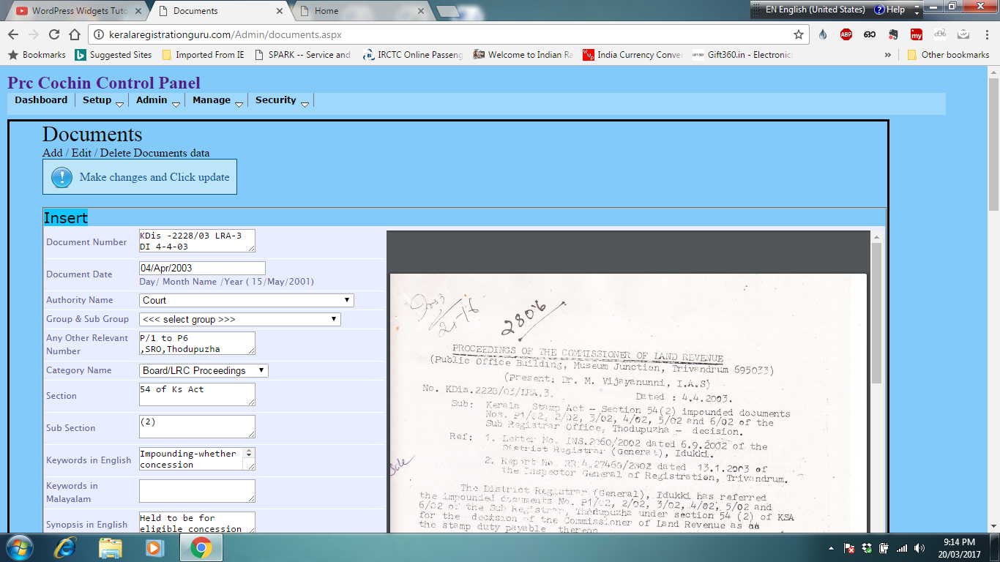 WordPress Widgets Tuto
Documents
Home
EN English (United States)
Help
keralaregistrationguru.com/Admin/documents.aspx
ABP
my
Bookmarks
Suggested Sites
Imported From IE
SPARK -- Service and
IRCTC Online Passeng
Welcome to Indian Ra
India Currency Conver
Gift360.in - Electronic
»
Other bookmarks
Prc Cochin Control Panel
Dashboard
Setup
Admin
Manage
Security
Documents
Add / Edit / Delete Documents data
Make changes and Click update
Insert
Document Number
KDis -2228/03 LRA-3
DI 4-4-03
Document Date
04/Apr/2003
Day/ Month Name /Year ( 15/May/2001)
Authority Name
Court
Group & Sub Group
<<< select group >>>
Any Other Relevant
Number
P/1 to P6
,SRO,Thodupuzha
Category Name
Board/LRC Proceedings
Section
54 of Ks Act
Sub Section
(2)
Keywords in English
Impounding-whether
concession
Keywords in
Malayalam
Synopsis in English
Held to be for
eligible concession
2806
PROCEEDINGS OF THE COMMISSIONER OF LAND REVENUE
(Public Office Building, Museum Junction, Trivandrum 695033)
(Present: Dr. M. Vijayanunni, I.A.S)
No. KDis.2228/03/LRA.3.
Dated : 4.4.2003.
Sub: Kerala Stamp Act - Section 54(2) impounded documents
Nos. P1/02, 2/02, 3/02, 4/02, 5/02 and 6/02 of the
Sub Registrar Office, Thodupuzha - decision.
Ref: 1. Letter No. INS.2060/2002 dated 6.9.2002 of the
District Registrar (General), Idukki.
2. Report No. RR 4.27460/2002 dated 13.1.2003 of
the Inspector General of Registration, Trivandrum.
The District Registrar (General), Idukki has referred
the impounded documents No. P1/02, 2/02, 3/02, 4/02, 5/02 and
6/02 of the Sub Registrar, Thodupuzha under section 54 (2) of KSA
for the decision of the Commissioner of Land Revenue as
the stamp duty payable thereon
9:14 PM
20/03/2017